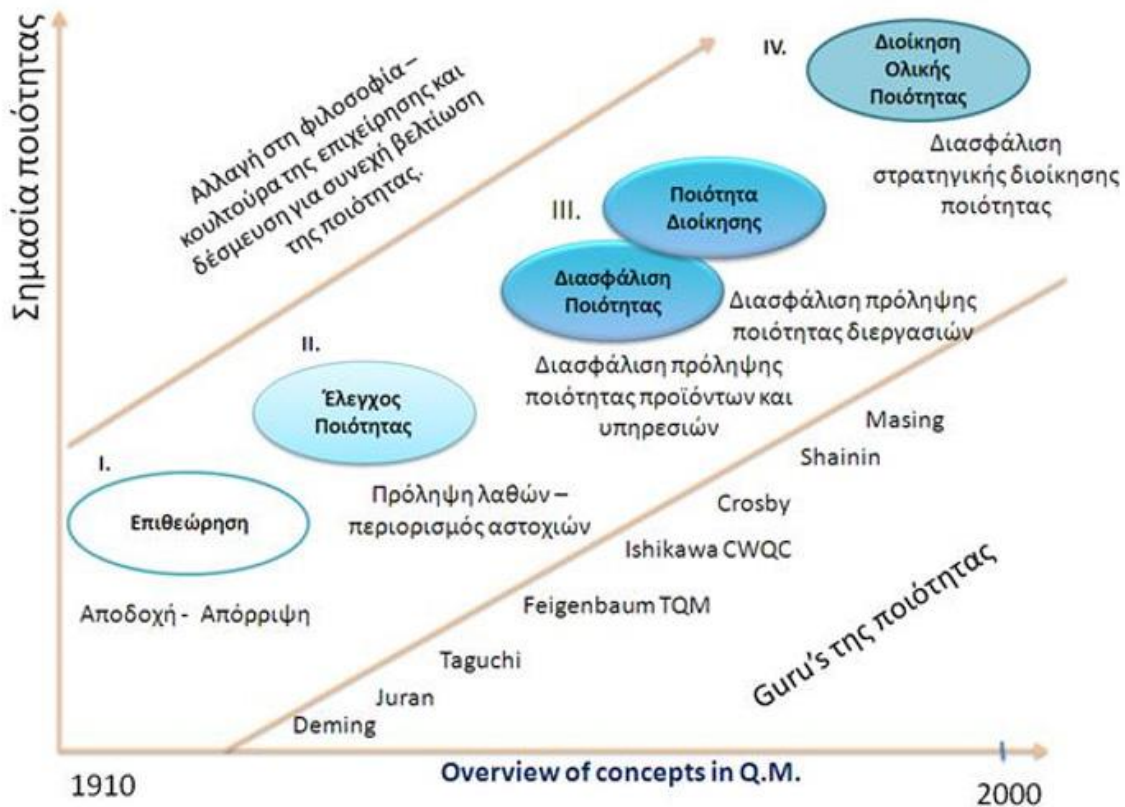 Σημασία ποιότητας
Αλλαγή στη φιλοσοφία –
κουλτούρα της επιχείρησης και
δέσμευση για συνεχή βελτίωση
της ποιότητας.
IV.
Διοίκηση
Ολικής
Ποιότητας
Διασφάλιση
στρατηγικής διοίκησης
ποιότητας
III.
Ποιότητα
Διοίκησης
Διασφάλιση
Ποιότητας
Διασφάλιση πρόληψης
ποιότητας διεργασιών
Διασφάλιση πρόληψης
ποιότητας προϊόντων και
υπηρεσιών
II.
Έλεγχος
Ποιότητας
Πρόληψη λαθών –
περιορισμός αστοχιών
I.
Επιθεώρηση
Αποδοχή - Απόρριψη
Masing
Shainin
Crosby
Ishikawa CWQC
Feigenbaum TQM
Taguchi
Juran
Deming
Guru's της ποιότητας
1910
Overview of concepts in Q.M.
2000